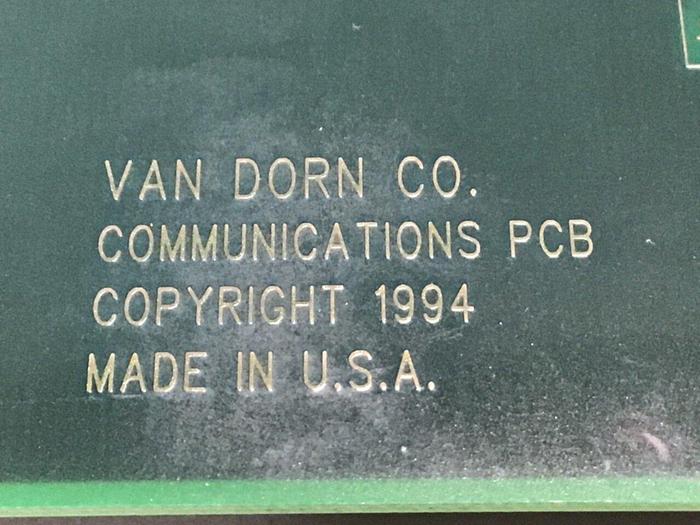 VAN DORN CO.
COMMUNICATIONS PCB
COPYRIGHT 1994
MADE IN U.S.A.